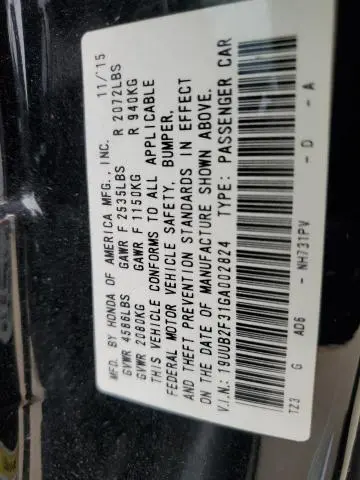 MFD. BY HONDA OF AMERICA MFG., INC. 11/'15
GVWR 4586LBS GAWR F 2535LBS R 2072LBS
GVWR 2080KG GAWR F 1150KG R 940KG
THIS VEHICLE CONFORMS TO ALL APPLICABLE
FEDERAL MOTOR VEHICLE SAFETY, BUMPER,
AND THEFT PREVENTION STANDARDS IN EFFECT
ON THE DATE OF MANUFACTURE SHOWN ABOVE.
V.I.N.: 19UUB2F31GA002824 TYPE: PASSENGER CAR
TZ3 G AD6 - NH731PV - D - A